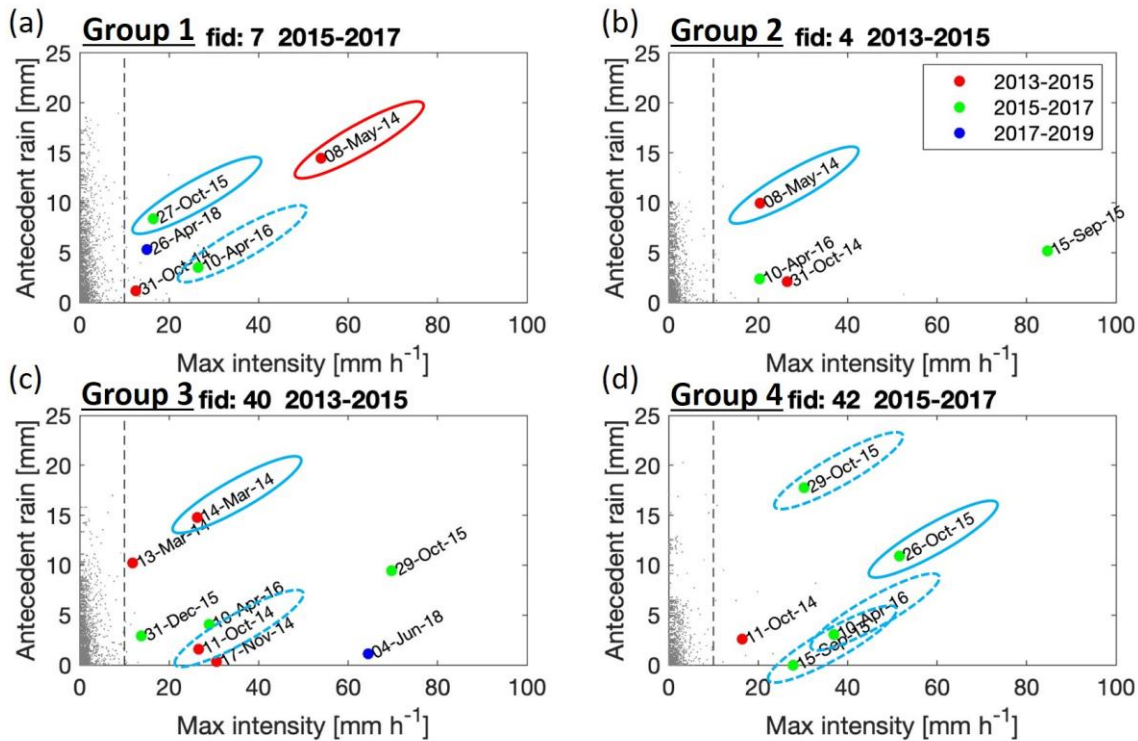 (a) Group 1 fid: 7 2015-2017
Antecedent rain [mm]
25
20
15
10
5
0
08-May-14
27-Oct-15
26-Apr-18
10-Apr-16
31-Oct-14
0 20 40 60 80 100
Max intensity [mm h⁻¹]
(b) Group 2 fid: 4 2013-2015
Antecedent rain [mm]
25
20
15
10
5
0
2013-2015
2015-2017
2017-2019
08-May-14
15-Sep-15
10-Apr-16
31-Oct-14
0 20 40 60 80 100
Max intensity [mm h⁻¹]
(c) Group 3 fid: 40 2013-2015
Antecedent rain [mm]
25
20
15
10
5
0
14-Mar-14
13-Mar-14
29-Oct-15
31-Dec-15
10-Apr-16
11-Oct-14
17-Nov-14
04-Jun-18
0 20 40 60 80 100
Max intensity [mm h⁻¹]
(d) Group 4 fid: 42 2015-2017
Antecedent rain [mm]
25
20
15
10
5
0
29-Oct-15
26-Oct-15
11-Oct-14
10-Apr-16
15-Sep-15
0 20 40 60 80 100
Max intensity [mm h⁻¹]